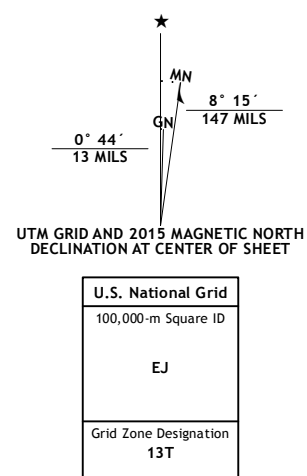 MN
8° 15´
147 MILS
GN
0° 44´
13 MILS
UTM GRID AND 2015 MAGNETIC NORTH
DECLINATION AT CENTER OF SHEET
U.S. National Grid
100,000-m Square ID
EJ
Grid Zone Designation
13T